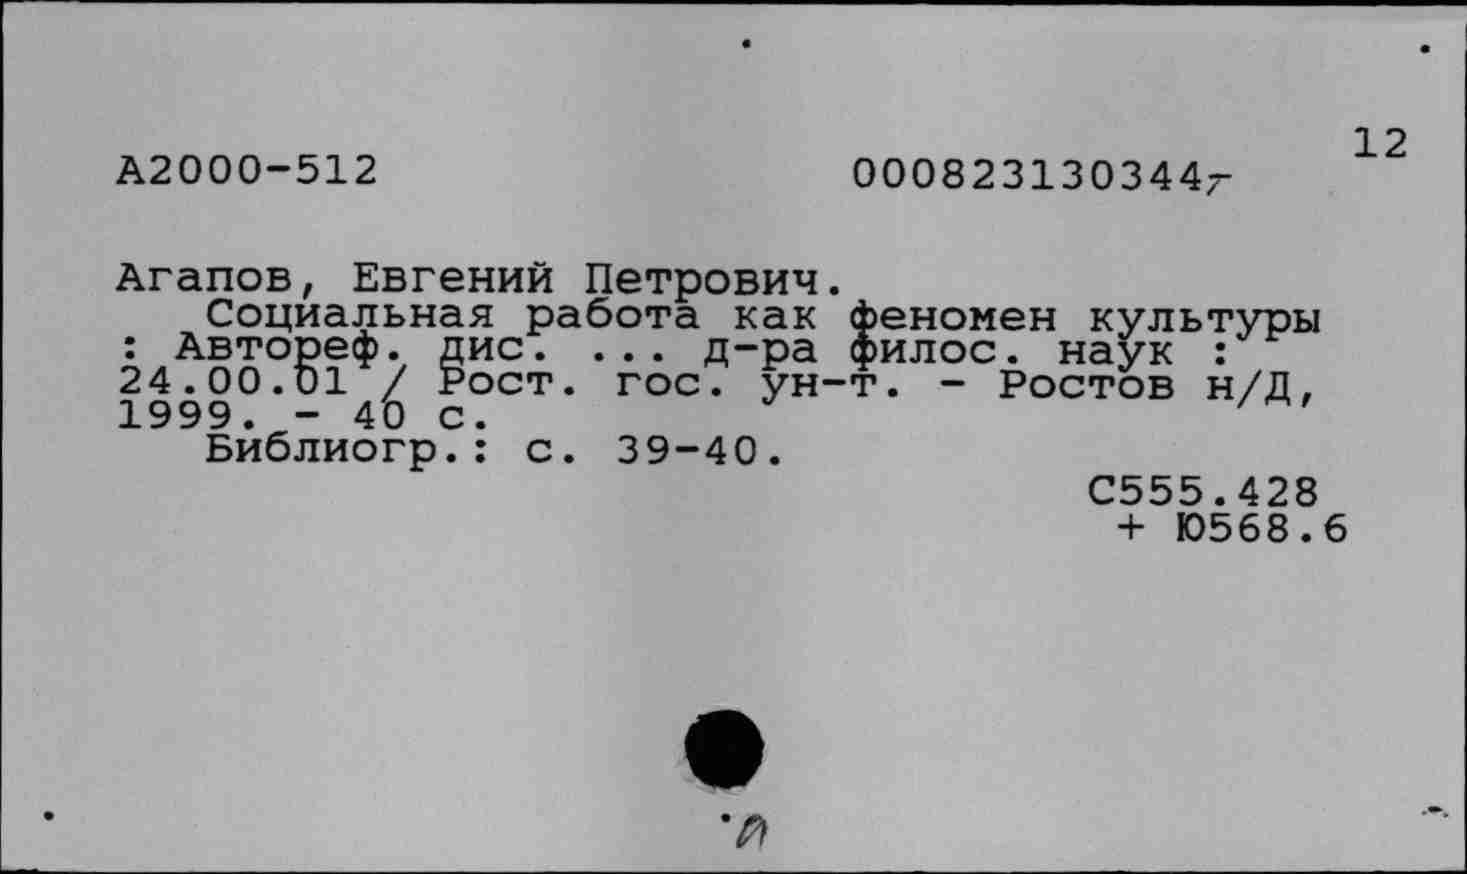 12
А2000-512 000823130344г
Агапов, Евгений Петрович.
Социальная работа как феномен культуры
: Автореф. дис. ... д-ра филос. наук :
24.00.01 / Рост. гос. ун-т. - Ростов н/Д,
1999. - 40 с.
Библиогр.: с. 39-40.
С555.428
+ Ю568.6